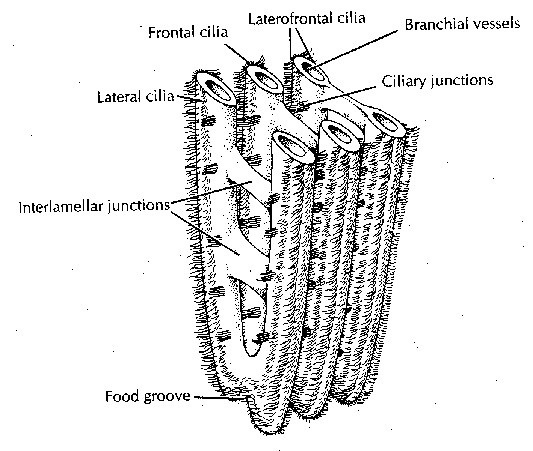 Laterofrontal cilia
Frontal cilia
Branchial vessels
Lateral cilia
Ciliary junctions
Interlamellar junctions
Food groove